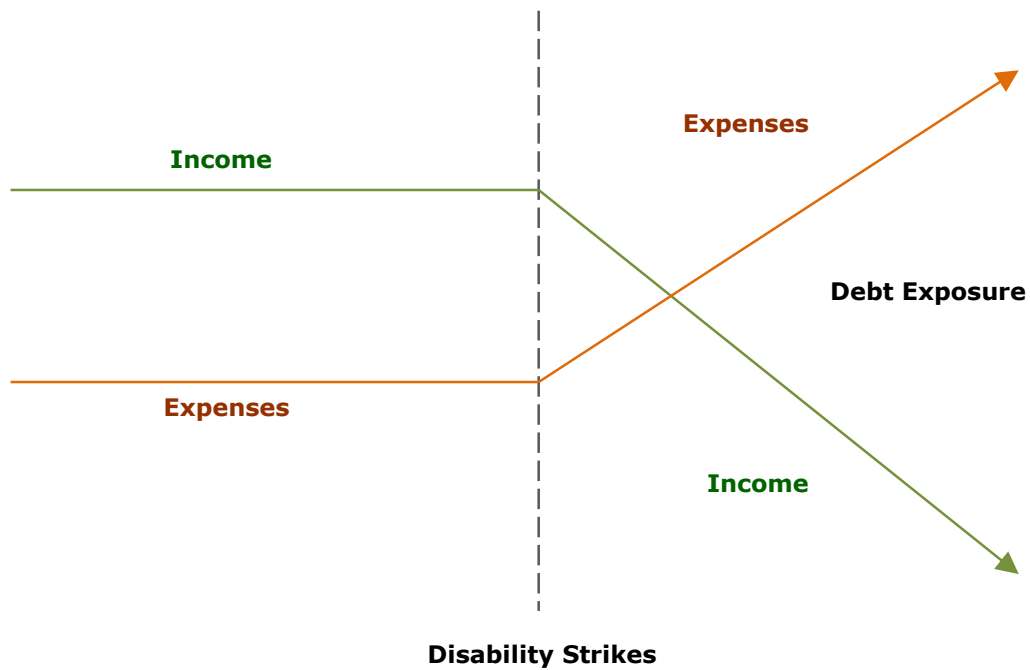 Expenses
Income
Debt Exposure
Expenses
Income
Disability Strikes